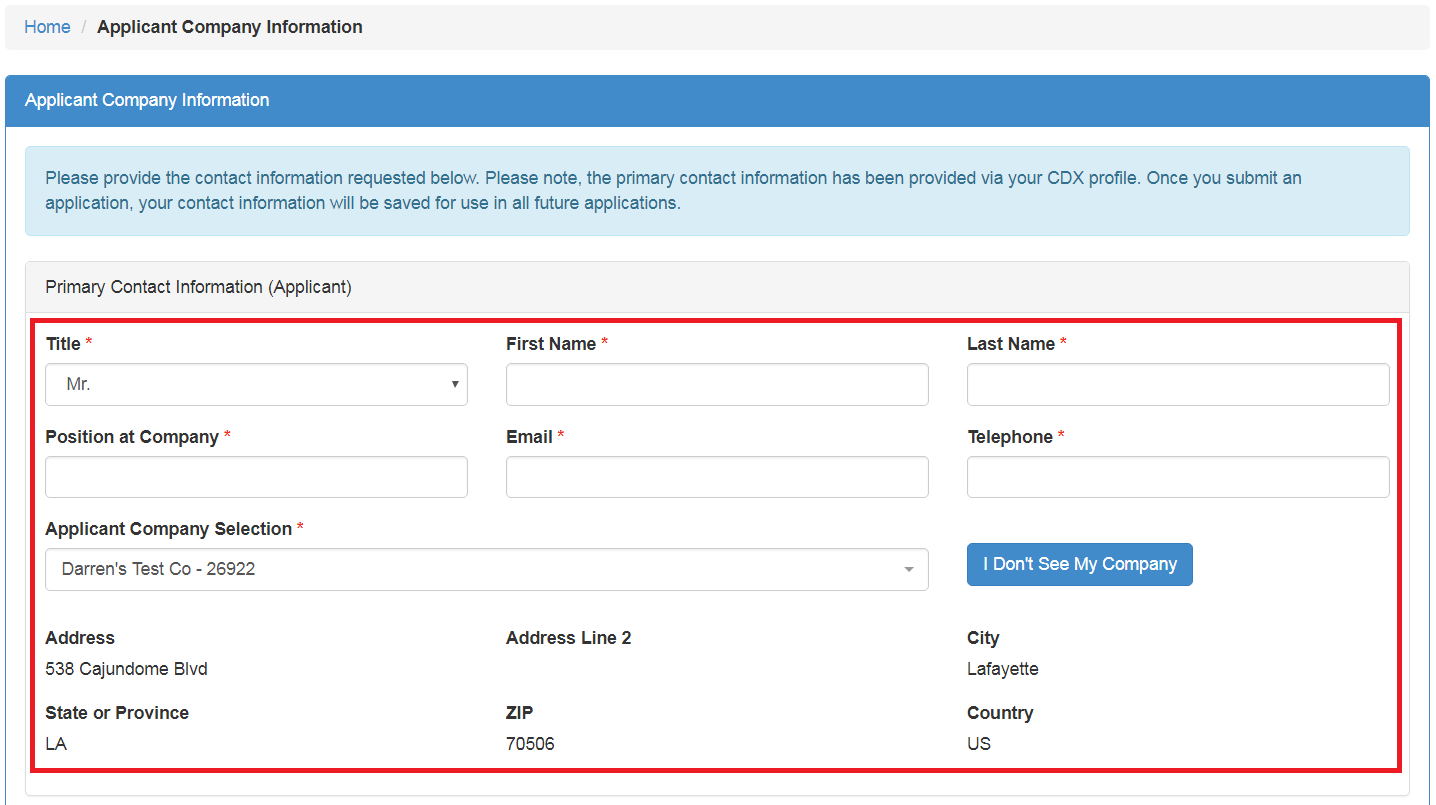 Home / Applicant Company Information
Applicant Company Information
Please provide the contact information requested below. Please note, the primary contact information has been provided via your CDX profile. Once you submit an
application, your contact information will be saved for use in all future applications.
Primary Contact Information (Applicant)
Title * First Name * Last Name *
Mr.
Position at Company * Email * Telephone *
Applicant Company Selection *
Darren's Test Co - 26922 I Don't See My Company
Address Address Line 2 City
538 Cajundome Blvd Lafayette
State or Province ZIP Country
LA 70506 US